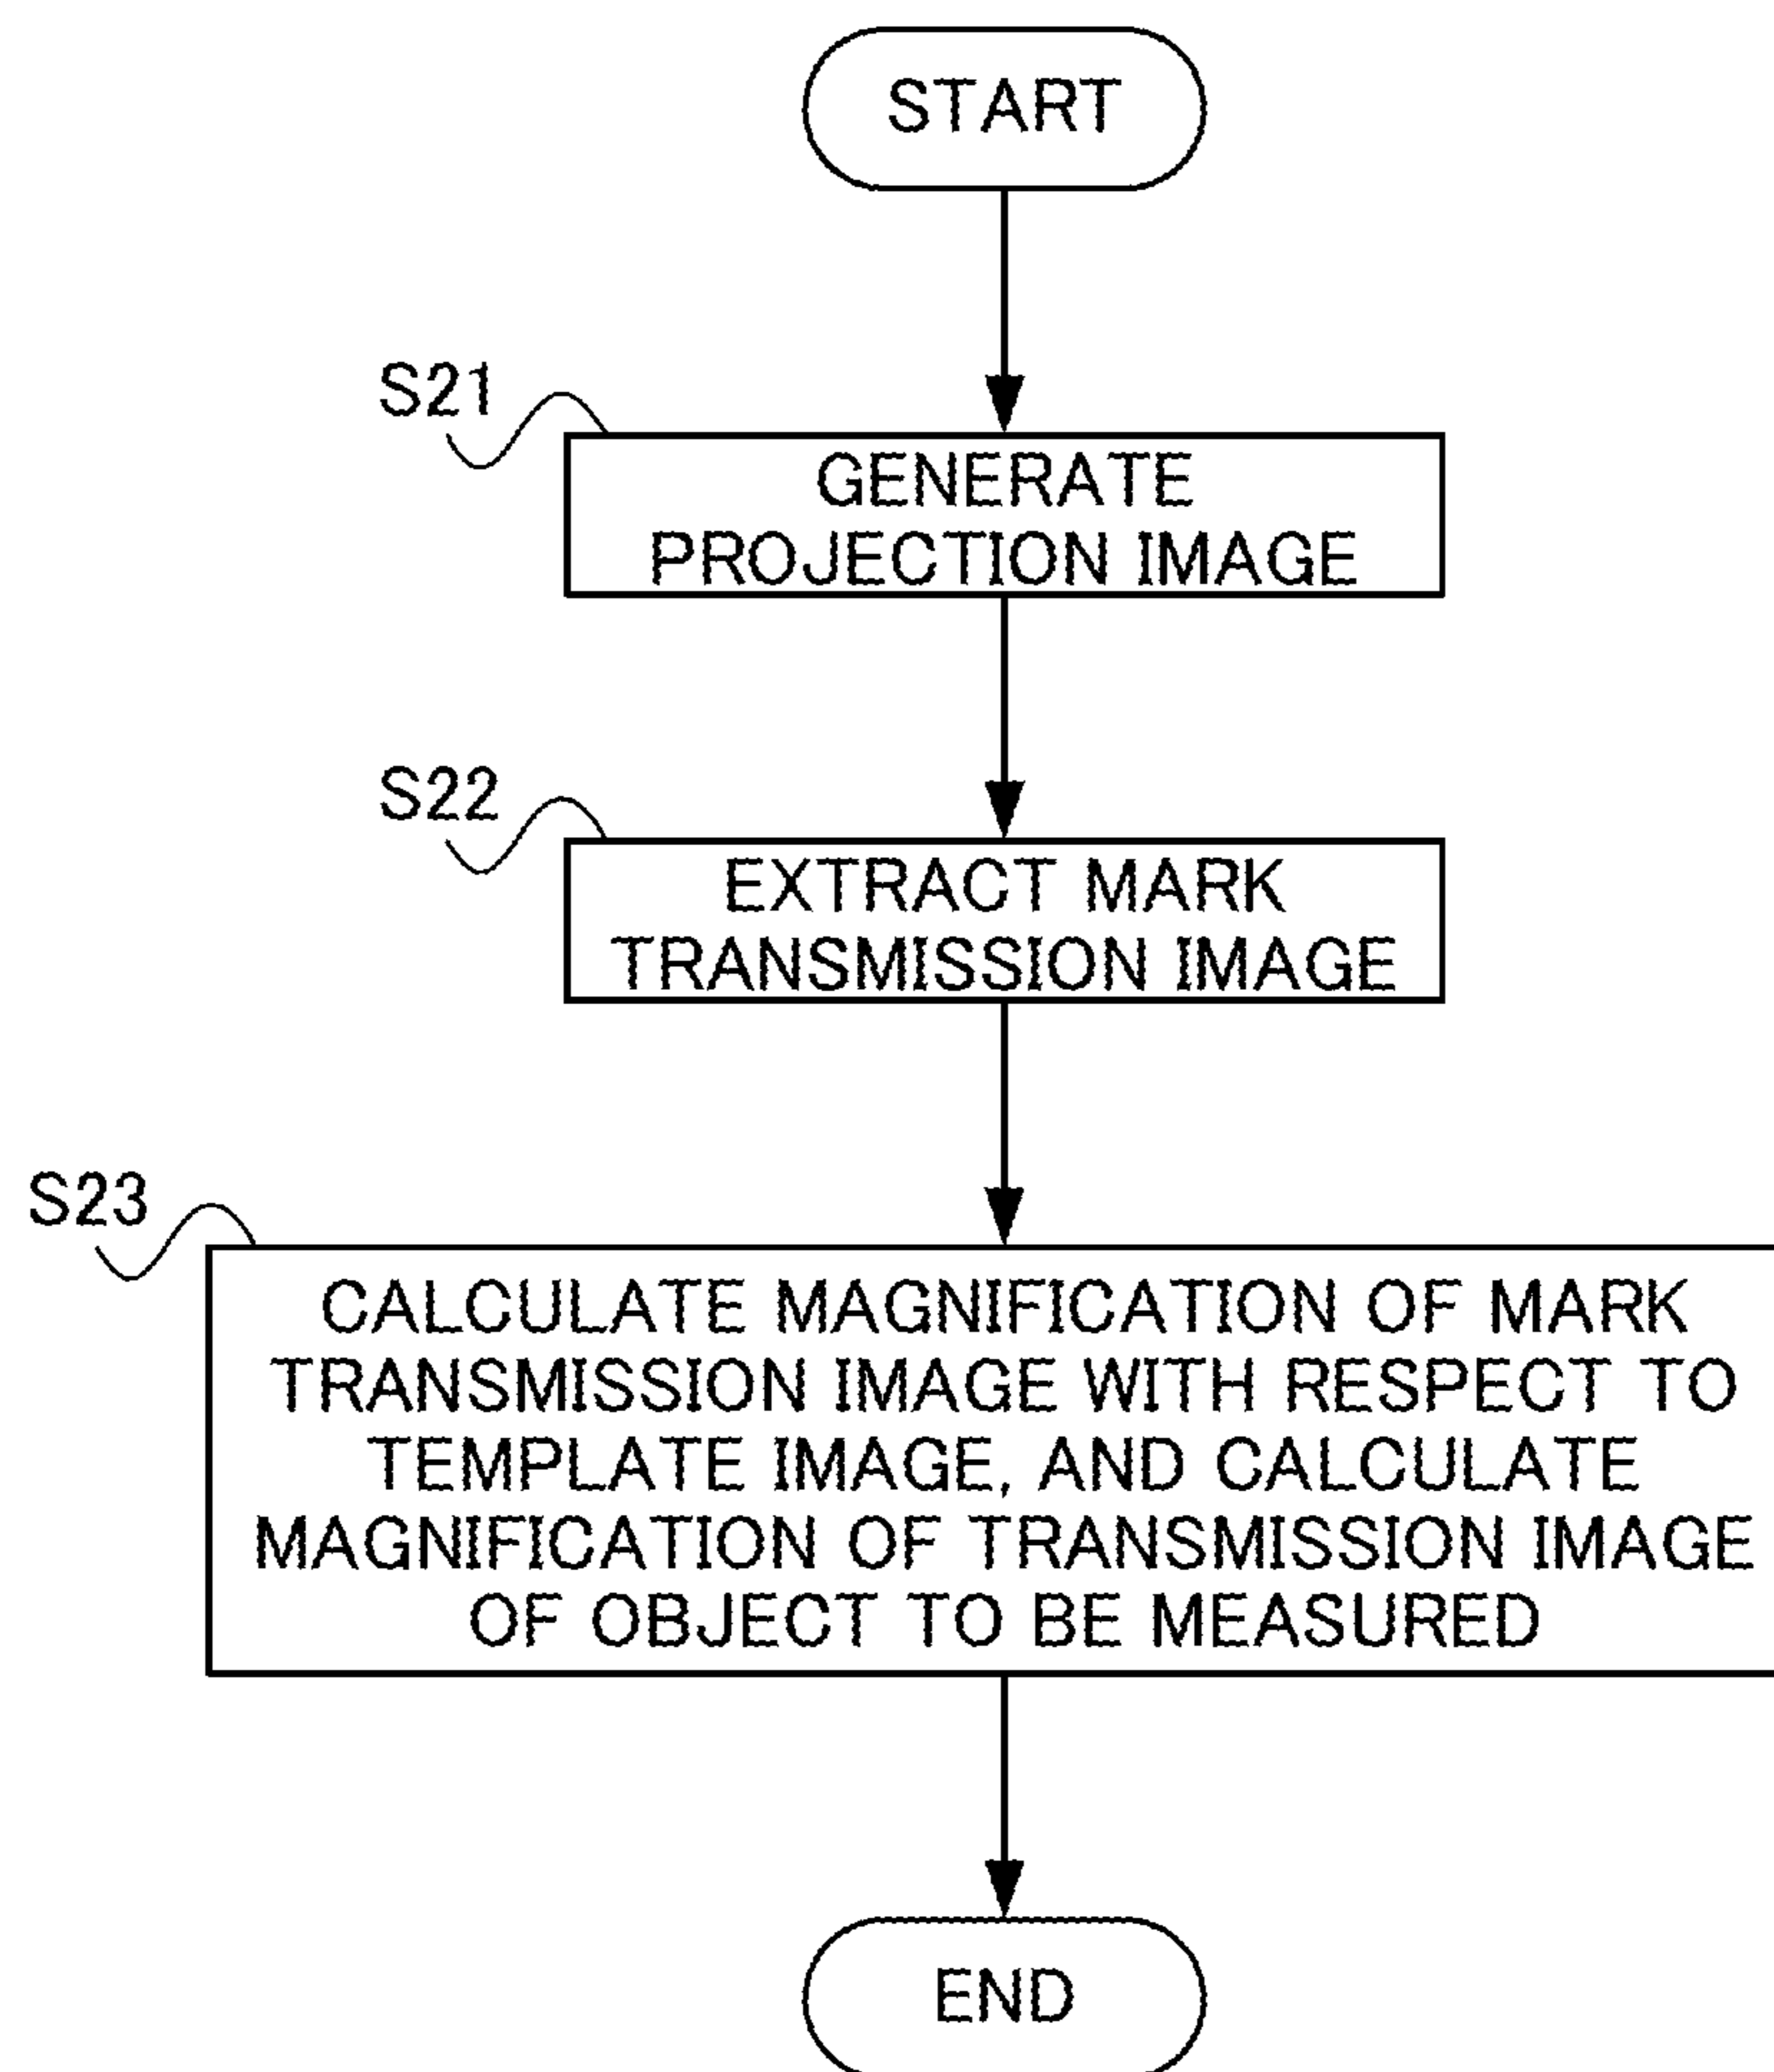 START
S21
GENERATE
PROJECTION IMAGE
S22
EXTRACT MARK
TRANSMISSION IMAGE
S23
CALCULATE MAGNIFICATION OF MARK
TRANSMISSION IMAGE WITH RESPECT TO
TEMPLATE IMAGE, AND CALCULATE
MAGNIFICATION OF TRANSMISSION IMAGE
OF OBJECT TO BE MEASURED
END